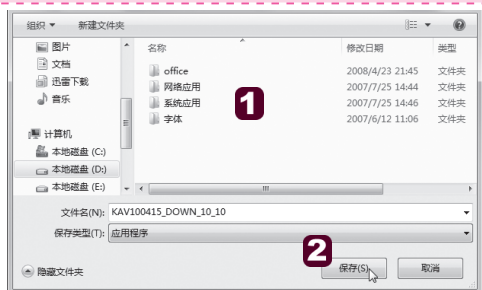 组织 新建文件夹
图片
文档
迅雷下载
音乐
计算机
本地磁盘 (C:)
本地磁盘 (D:)
本地磁盘 (E:)
名称 修改日期 类型
office 2008/4/23 21:45 文件夹
网络应用 2007/7/25 14:44 文件夹
系统应用 2007/7/25 14:46 文件夹
字体 2007/6/12 11:06 文件夹
1
文件名(N): KAV100415_DOWN_10_10
保存类型(T): 应用程序
2
隐藏文件夹 保存(S) 取消